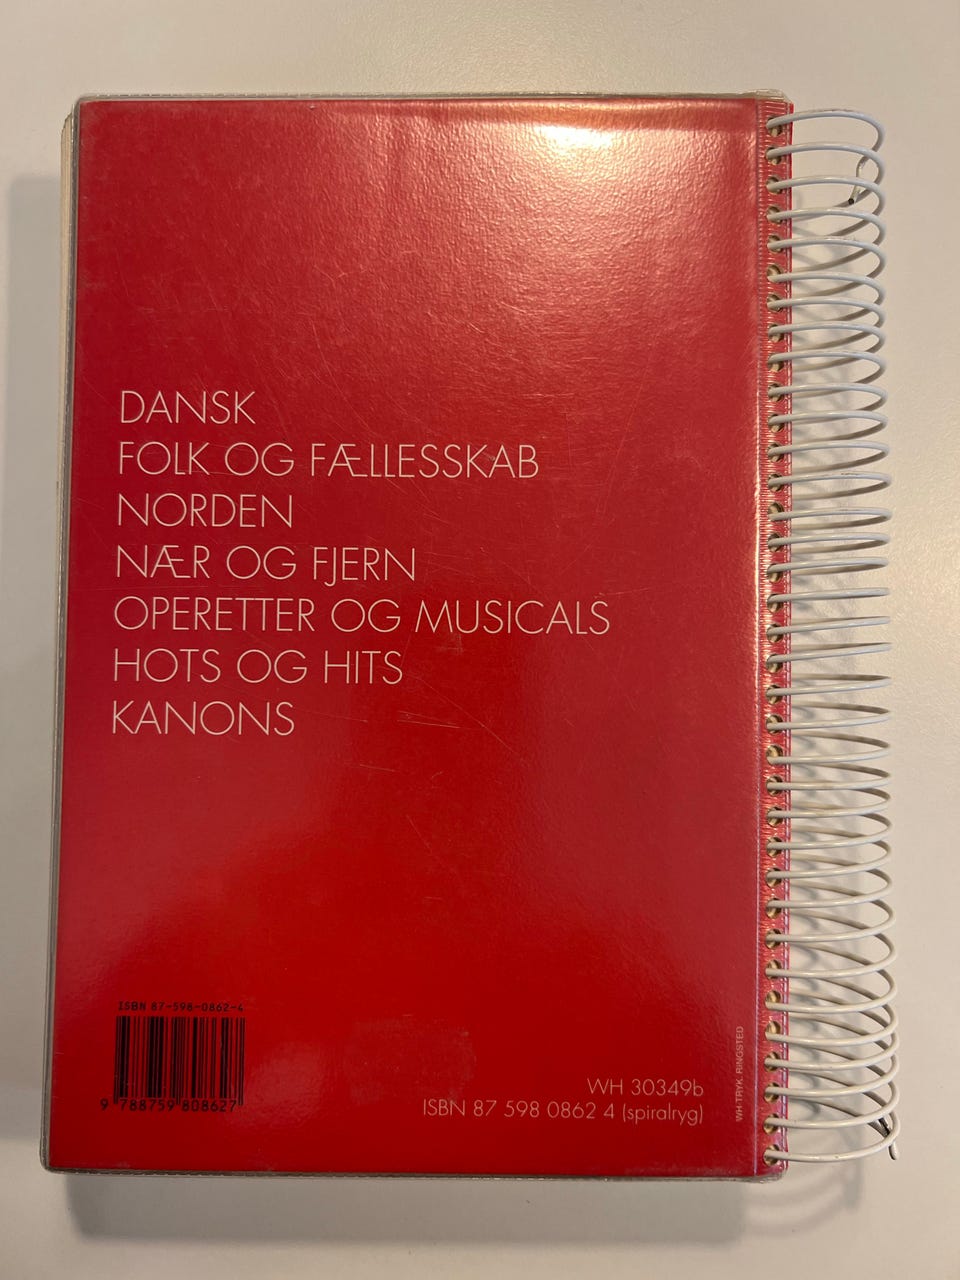 DANSK
FOLK OG FÆLLESSKAB
NORDEN
NÆR OG FJERN
OPERETTER OG MUSICALS
HOTS OG HITS
KANONS
ISBN 87-598-0862-4
9 788759 808627
WH 30349b
ISBN 87 598 0862 4 (spiralryg)
WH-TRYK. RINGSTED